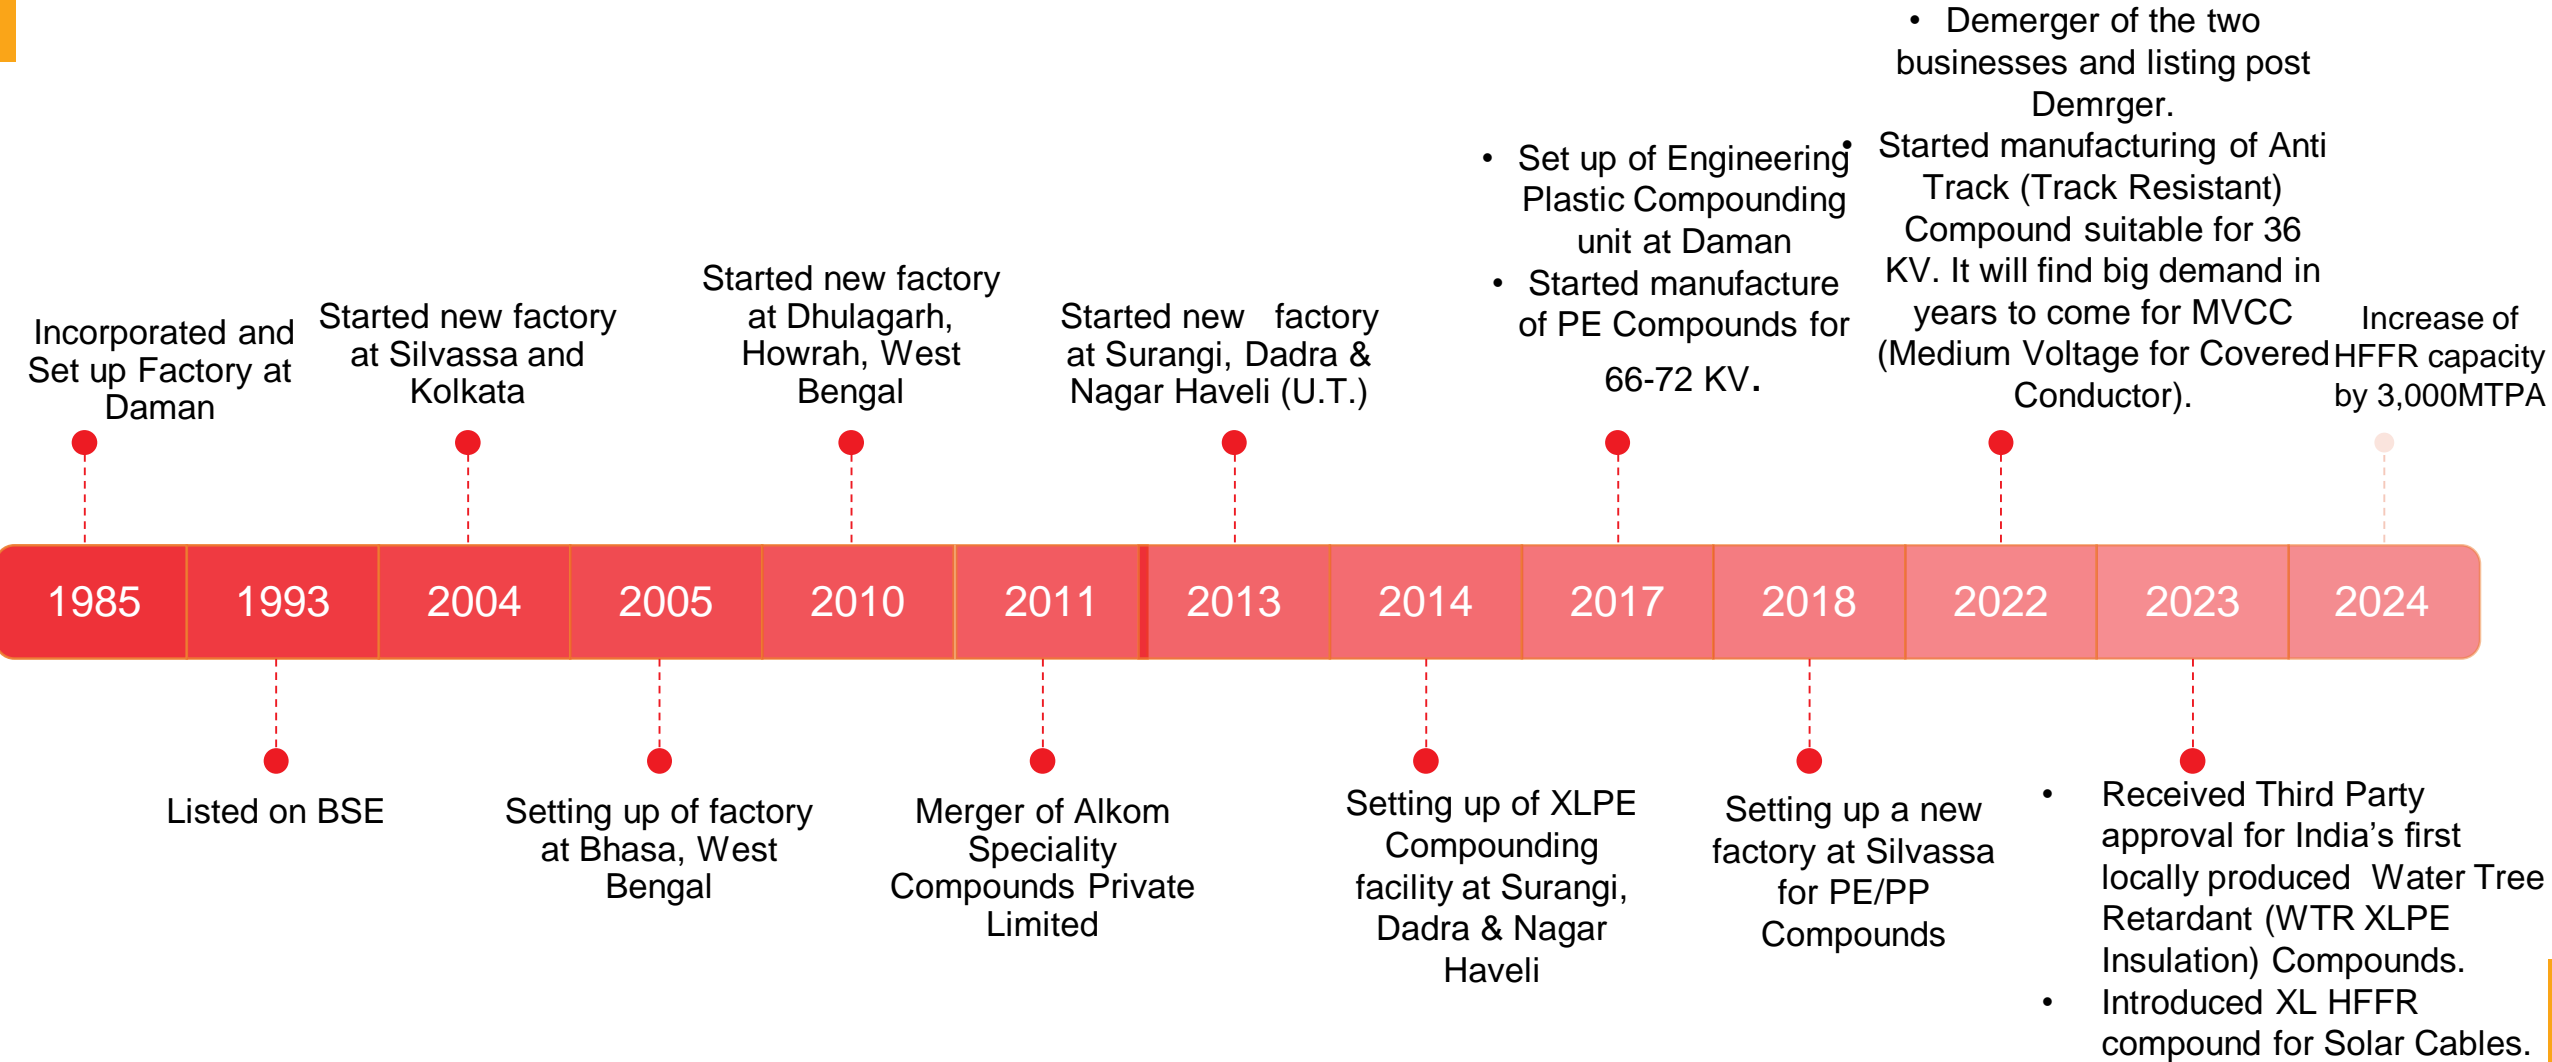 Incorporated and
Set up Factory at
Daman
Started new factory
at Silvassa and
Kolkata
Started new factory
at Dhulagarh,
Howrah, West
Bengal
Started new factory
at Surangi, Dadra &
Nagar Haveli (U.T.)
• Set up of Engineering
Plastic Compounding
unit at Daman
• Started manufacture
of PE Compounds for
66-72 KV.
• Demerger of the two
businesses and listing post
Demrger.
• Started manufacturing of Anti
Track (Track Resistant)
Compound suitable for 36
KV. It will find big demand in
years to come for MVCC
(Medium Voltage for Covered
Conductor).
Increase of
HFFR capacity
by 3,000MTPA
1985 1993 2004 2005 2010 2011 2013 2014 2017 2018 2022 2023 2024
Listed on BSE
Setting up of factory
at Bhasa, West
Bengal
Merger of Alkom
Speciality
Compounds Private
Limited
Setting up of XLPE
Compounding
facility at Surangi,
Dadra & Nagar
Haveli
Setting up a new
factory at Silvassa
for PE/PP
Compounds
• Received Third Party
approval for India’s first
locally produced Water Tree
Retardant (WTR XLPE
Insulation) Compounds.
• Introduced XL HFFR
compound for Solar Cables.